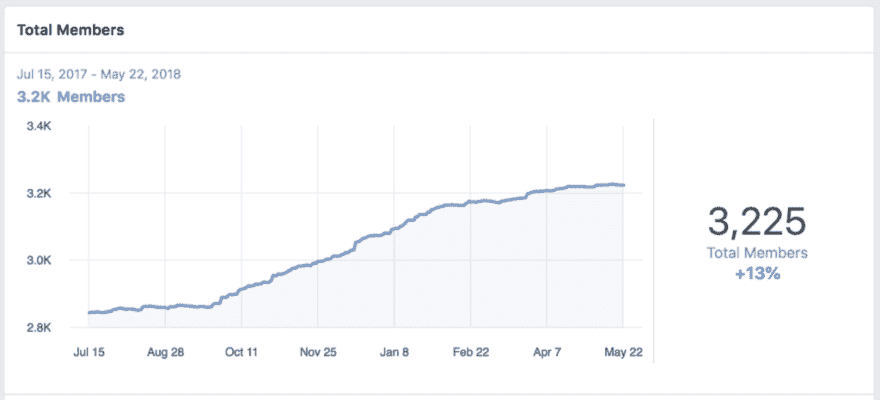 Total Members
Jul 15, 2017 - May 22, 2018
3.2K Members
3.4K
3.2K
3.0K
2.8K
Jul 15 Aug 28 Oct 11 Nov 25 Jan 8 Feb 22 Apr 7 May 22
3,225
Total Members
+13%